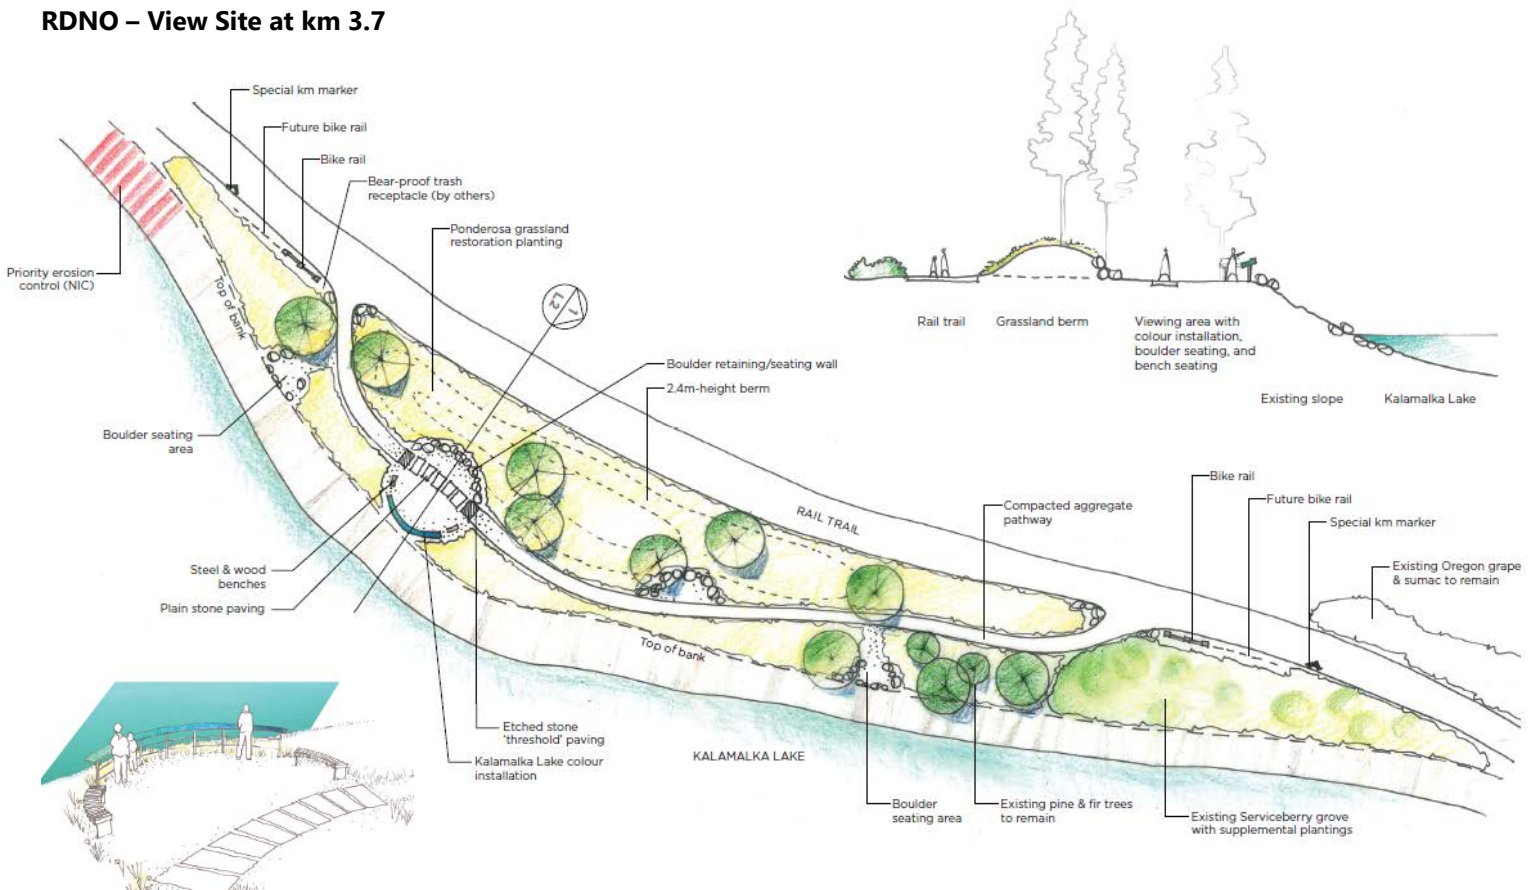 RDNO – View Site at km 3.7
Special km marker
Future bike rail
Bike rail
Bear-proof trash
receptacle (by others)
Ponderosa grassland
restoration planting
Priority erosion
control (NIC)
Top of bank
1
L2
Boulder retaining/seating wall
2.4m-height berm
Boulder seating
area
Steel & wood
benches
Plain stone paving
Etched stone
'threshold' paving
Kalamalka Lake colour
installation
Top of bank
KALAMALKA LAKE
RAIL TRAIL
Compacted aggregate
pathway
Boulder
seating area
Existing pine & fir trees
to remain
Existing Serviceberry grove
with supplemental plantings
Bike rail
Future bike rail
Special km marker
Existing Oregon grape
& sumac to remain
Rail trail
Grassland berm
Viewing area with
colour installation,
boulder seating, and
bench seating
Existing slope
Kalamalka Lake